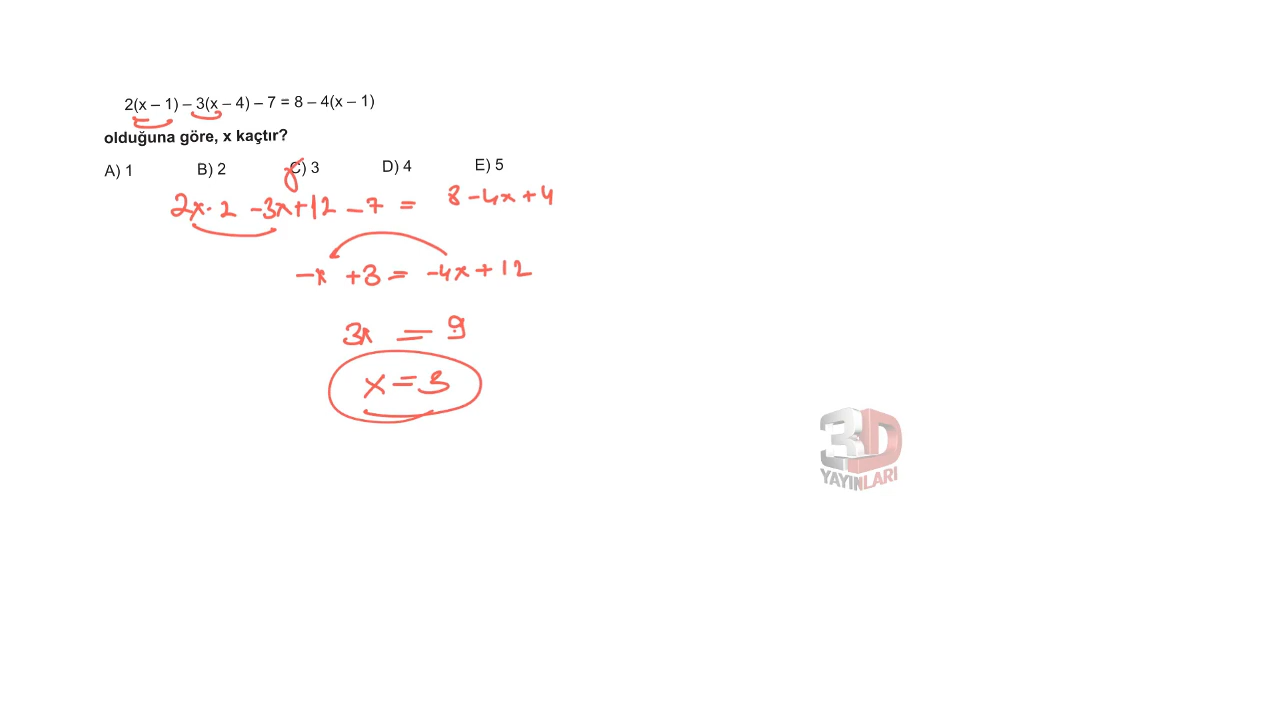 2(x – 1) – 3(x – 4) – 7 = 8 – 4(x – 1)
olduğuna göre, x kaçtır?
A) 1 B) 2 C) 3 D) 4 E) 5
2x - 2 -3x+12 -7 = 8-4x+4
-x +3 = -4x+12
3x = 9
x=3
3D
YAYINLARI